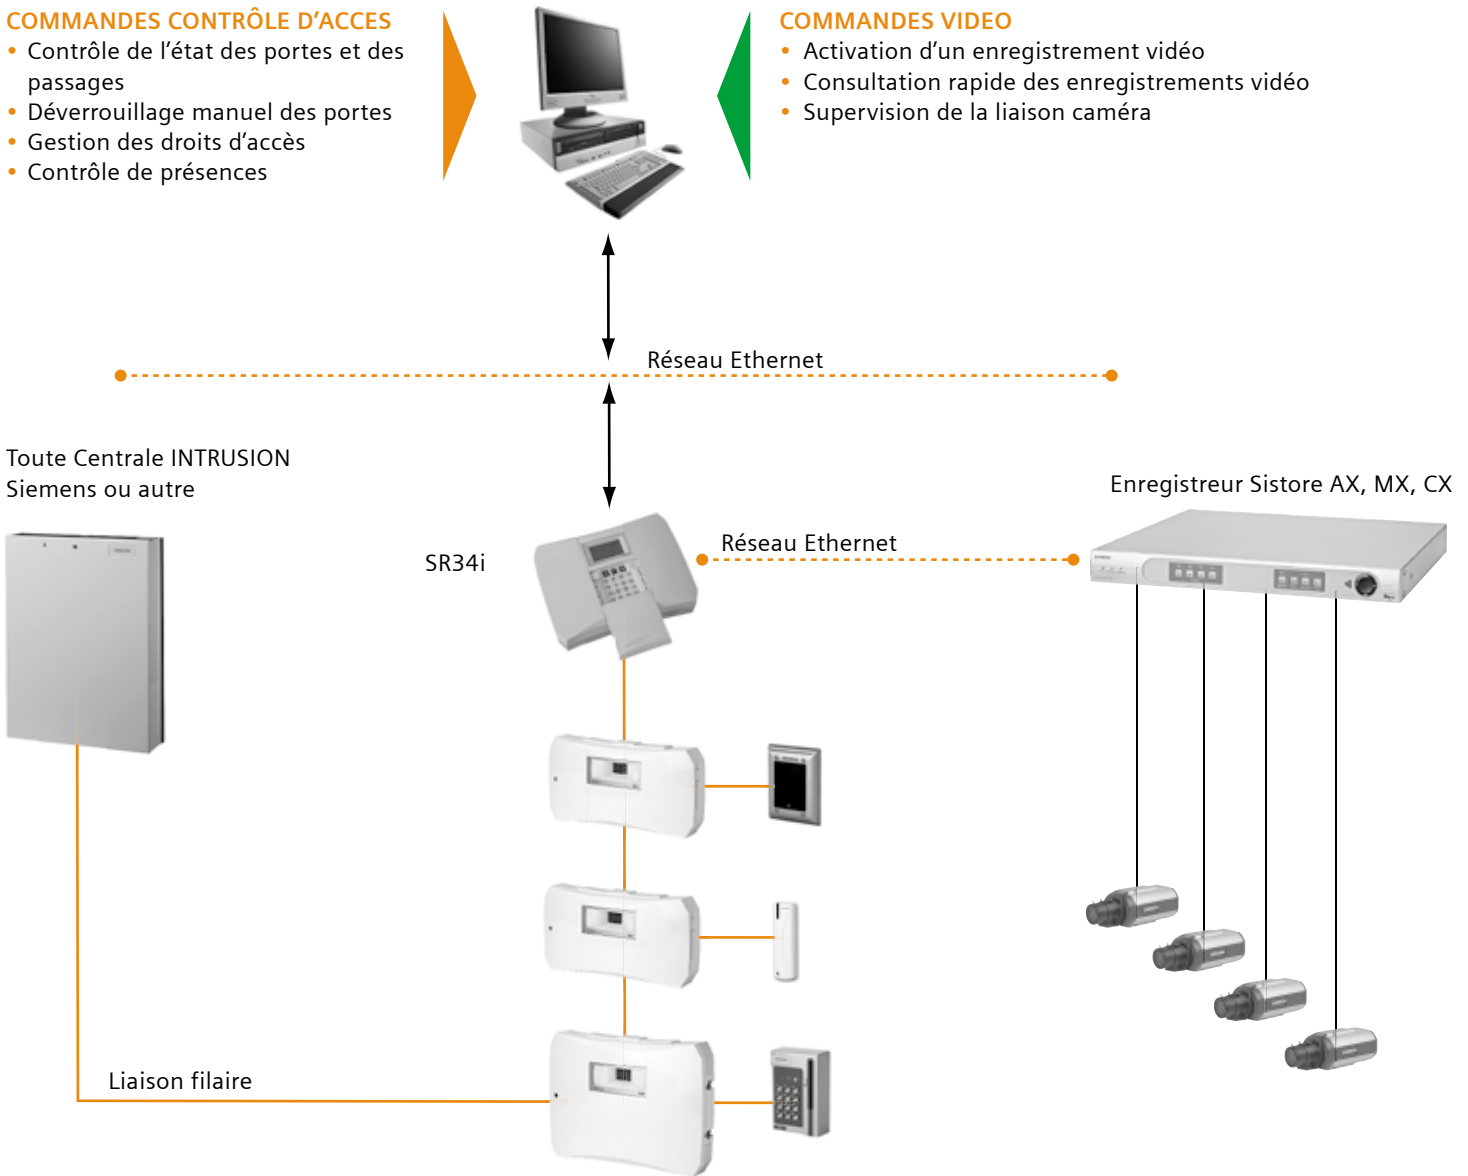 COMMANDES CONTRÔLE D’ACCES
• Contrôle de l’état des portes et des
passages
• Déverrouillage manuel des portes
• Gestion des droits d’accès
• Contrôle de présences
COMMANDES VIDEO
• Activation d’un enregistrement vidéo
• Consultation rapide des enregistrements vidéo
• Supervision de la liaison caméra
Réseau Ethernet
Toute Centrale INTRUSION
Siemens ou autre
Enregistreur Sistore AX, MX, CX
SR34i
Réseau Ethernet
Liaison filaire